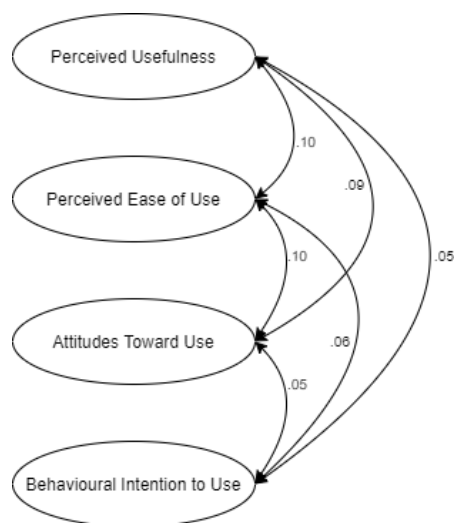 Perceived Usefulness
.10
Perceived Ease of Use
.09
.10
.05
Attitudes Toward Use
.06
.05
Behavioural Intention to Use